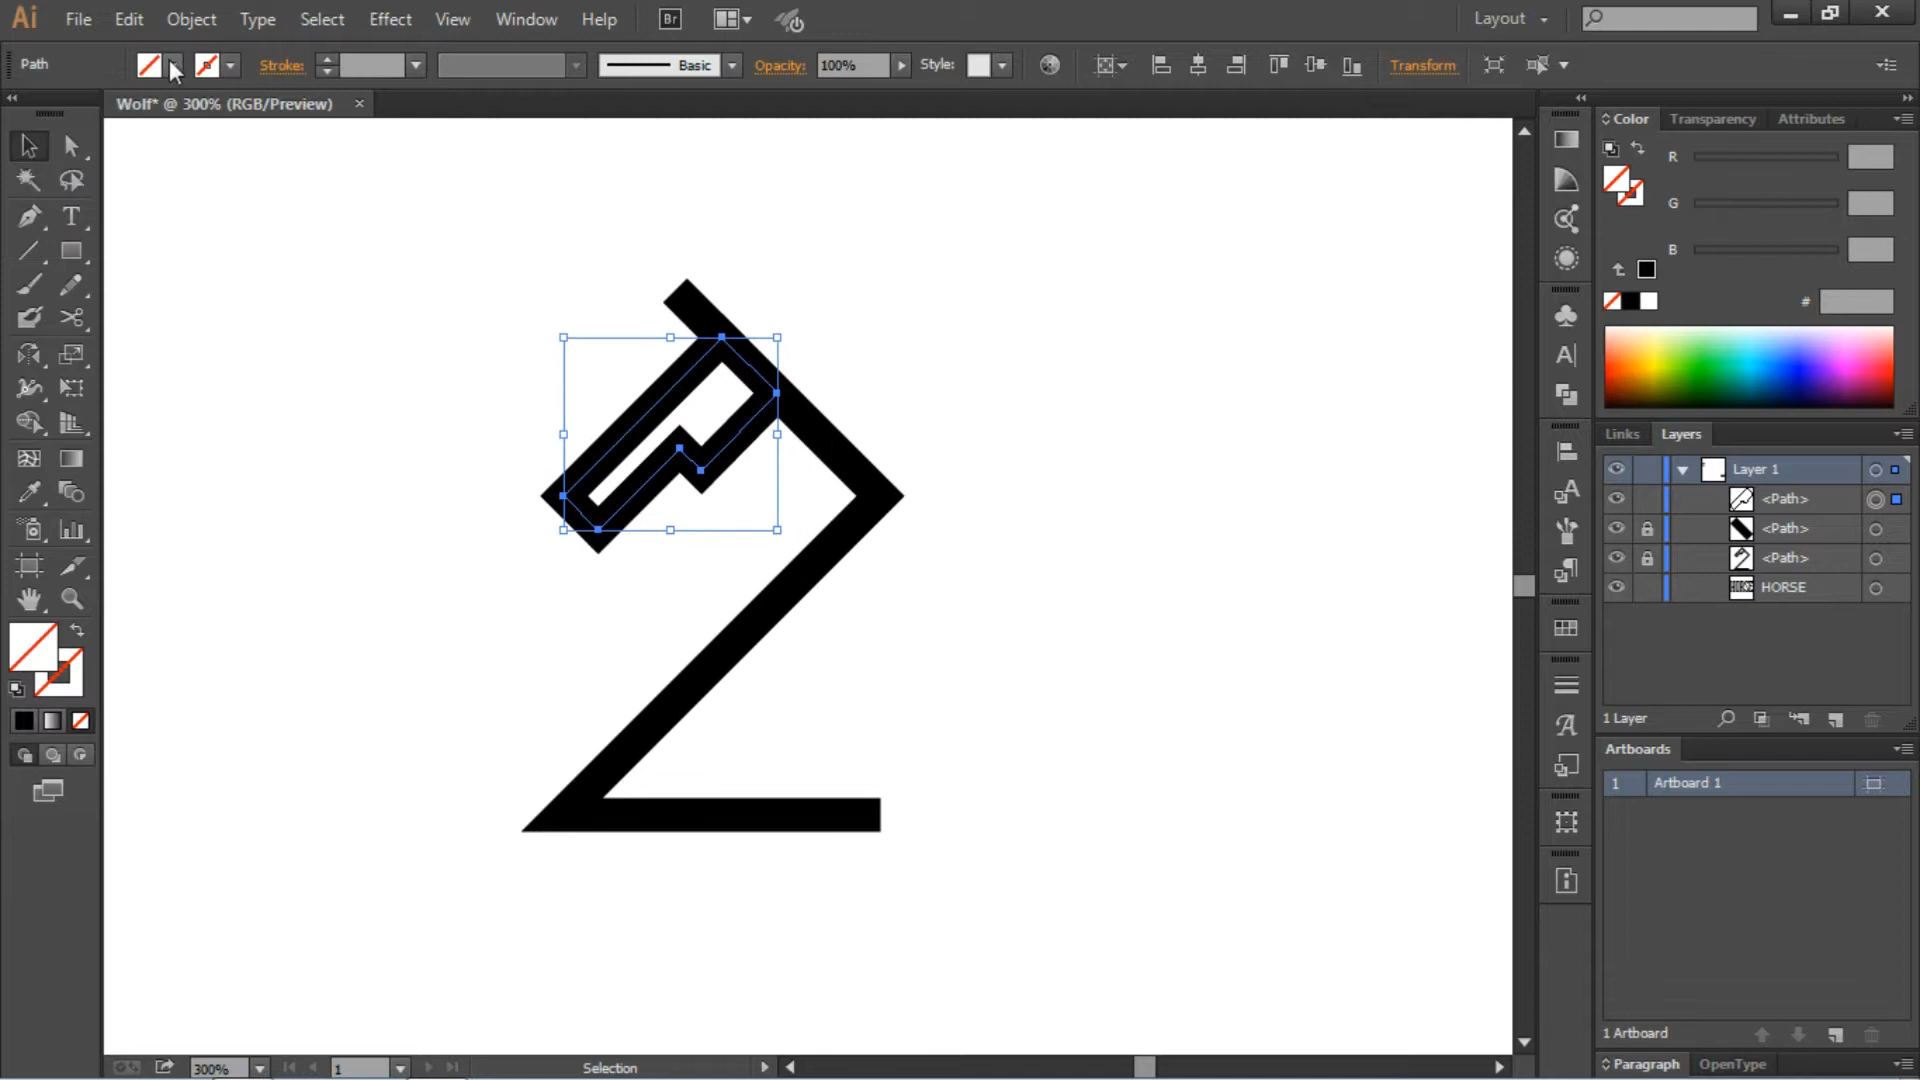 Ai File Edit Object Type Select Effect View Window Help Br Layout
Path Stroke: Basic Opacity: 100% Style: Transform
Wolf* @ 300% (RGB/Preview)
Color Transparency Attributes
R
G
B
#
Links Layers
Layer 1
<Path>
<Path>
<Path>
HORSE
1 Layer
Artboards
1 Artboard 1
1 Artboard
Paragraph OpenType
300% 1 Selection